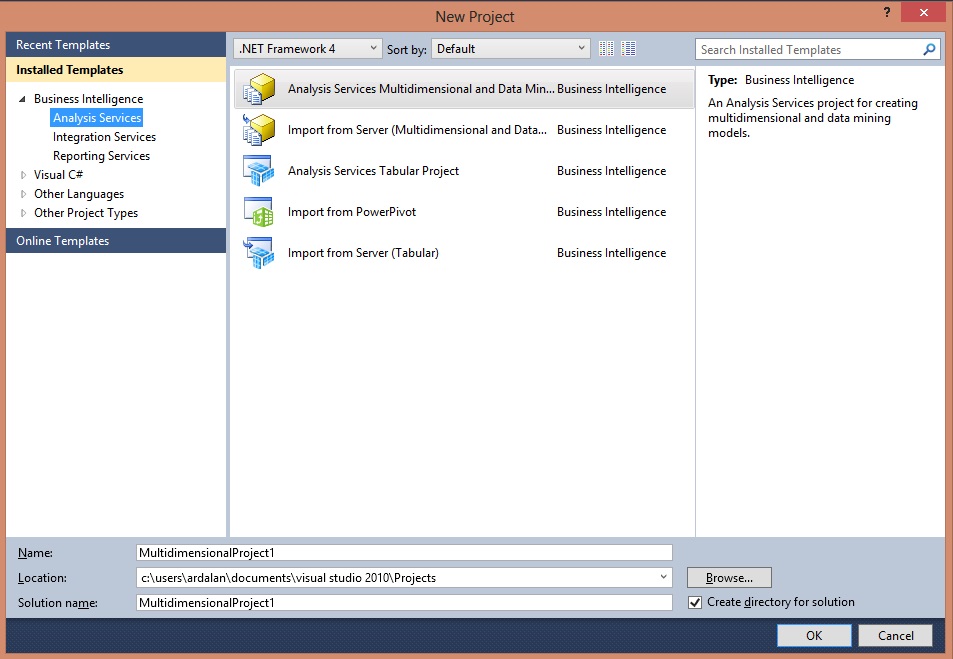 New Project
?
Recent Templates
Installed Templates
Business Intelligence
Analysis Services
Integration Services
Reporting Services
Visual C#
Other Languages
Other Project Types
Online Templates
.NET Framework 4
Sort by:
Default
Search Installed Templates
Analysis Services Multidimensional and Data Min... Business Intelligence
Import from Server (Multidimensional and Data... Business Intelligence
Analysis Services Tabular Project Business Intelligence
Import from PowerPivot Business Intelligence
Import from Server (Tabular) Business Intelligence
Type: Business Intelligence
An Analysis Services project for creating
multidimensional and data mining
models.
Name: MultidimensionalProject1
Location: c:\users\ardalan\documents\visual studio 2010\Projects
Browse...
Solution name: MultidimensionalProject1
Create directory for solution
OK
Cancel